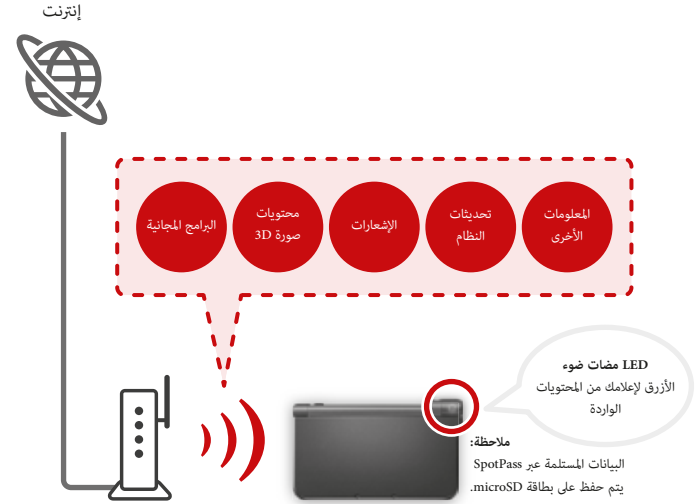 إنترنت
المعلومات
الأخرى
تحديثات
النظام
الإشعارات
محتويات
صورة 3D
البرامج المجانية
LED مضات ضوء
الأزرق لإعلامك من المحتويات
الواردة
ملاحظة:
البيانات المستلمة عبر SpotPass
يتم حفظ على بطاقة microSD.